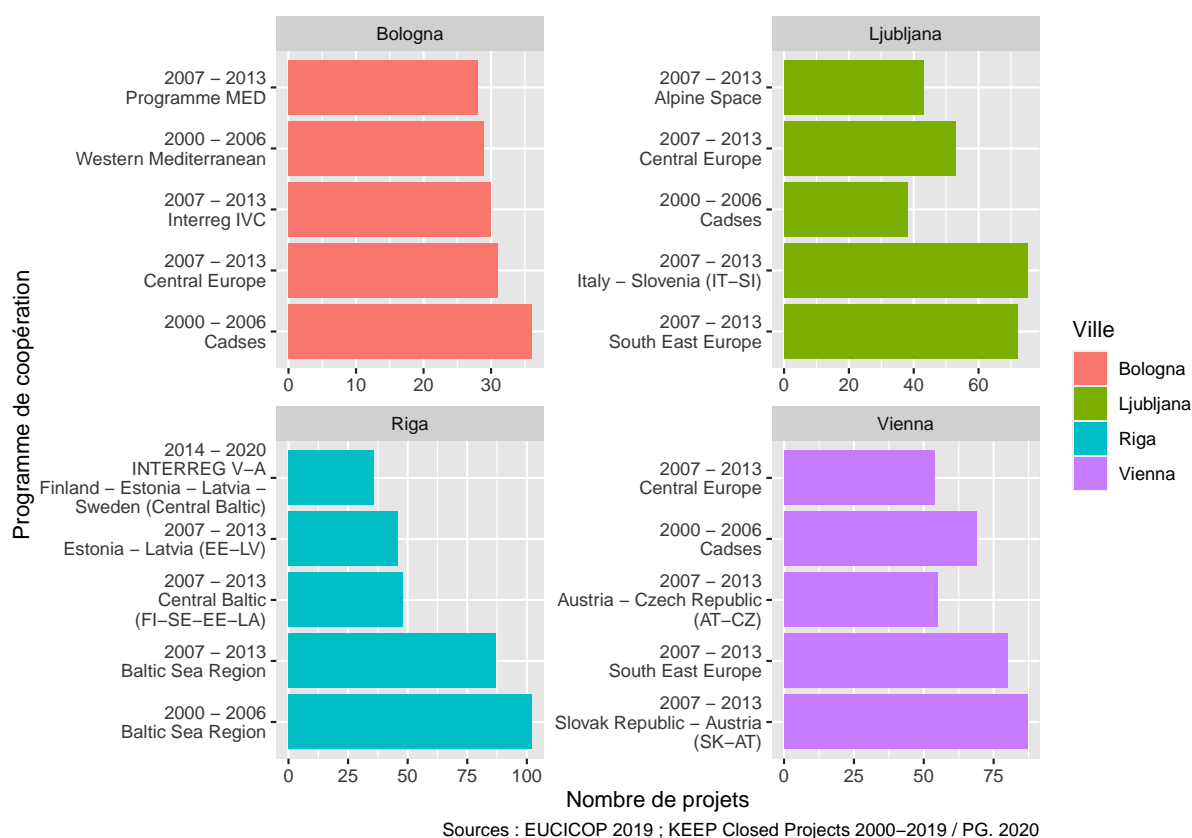 Bologna
2007 − 2013
Programme MED
2000 − 2006
Western Mediterranean
2007 − 2013
Interreg IVC
2007 − 2013
Central Europe
2000 − 2006
Cadses
0 10 20 30
Ljubljana
2007 − 2013
Alpine Space
2007 − 2013
Central Europe
2000 − 2006
Cadses
2007 − 2013
Italy − Slovenia (IT−SI)
2007 − 2013
South East Europe
0 20 40 60
Riga
2014 − 2020
INTERREG V−A
Finland − Estonia − Latvia −
Sweden (Central Baltic)
2007 − 2013
Estonia − Latvia (EE−LV)
2007 − 2013
Central Baltic
(FI−SE−EE−LA)
2007 − 2013
Baltic Sea Region
2000 − 2006
Baltic Sea Region
0 25 50 75 100
Vienna
2007 − 2013
Central Europe
2000 − 2006
Cadses
2007 − 2013
Austria − Czech Republic
(AT−CZ)
2007 − 2013
South East Europe
2007 − 2013
Slovak Republic − Austria
(SK−AT)
0 25 50 75
Programme de coopération
Nombre de projets
Ville
Bologna
Ljubljana
Riga
Vienna
Sources : EUCICOP 2019 ; KEEP Closed Projects 2000−2019 / PG. 2020